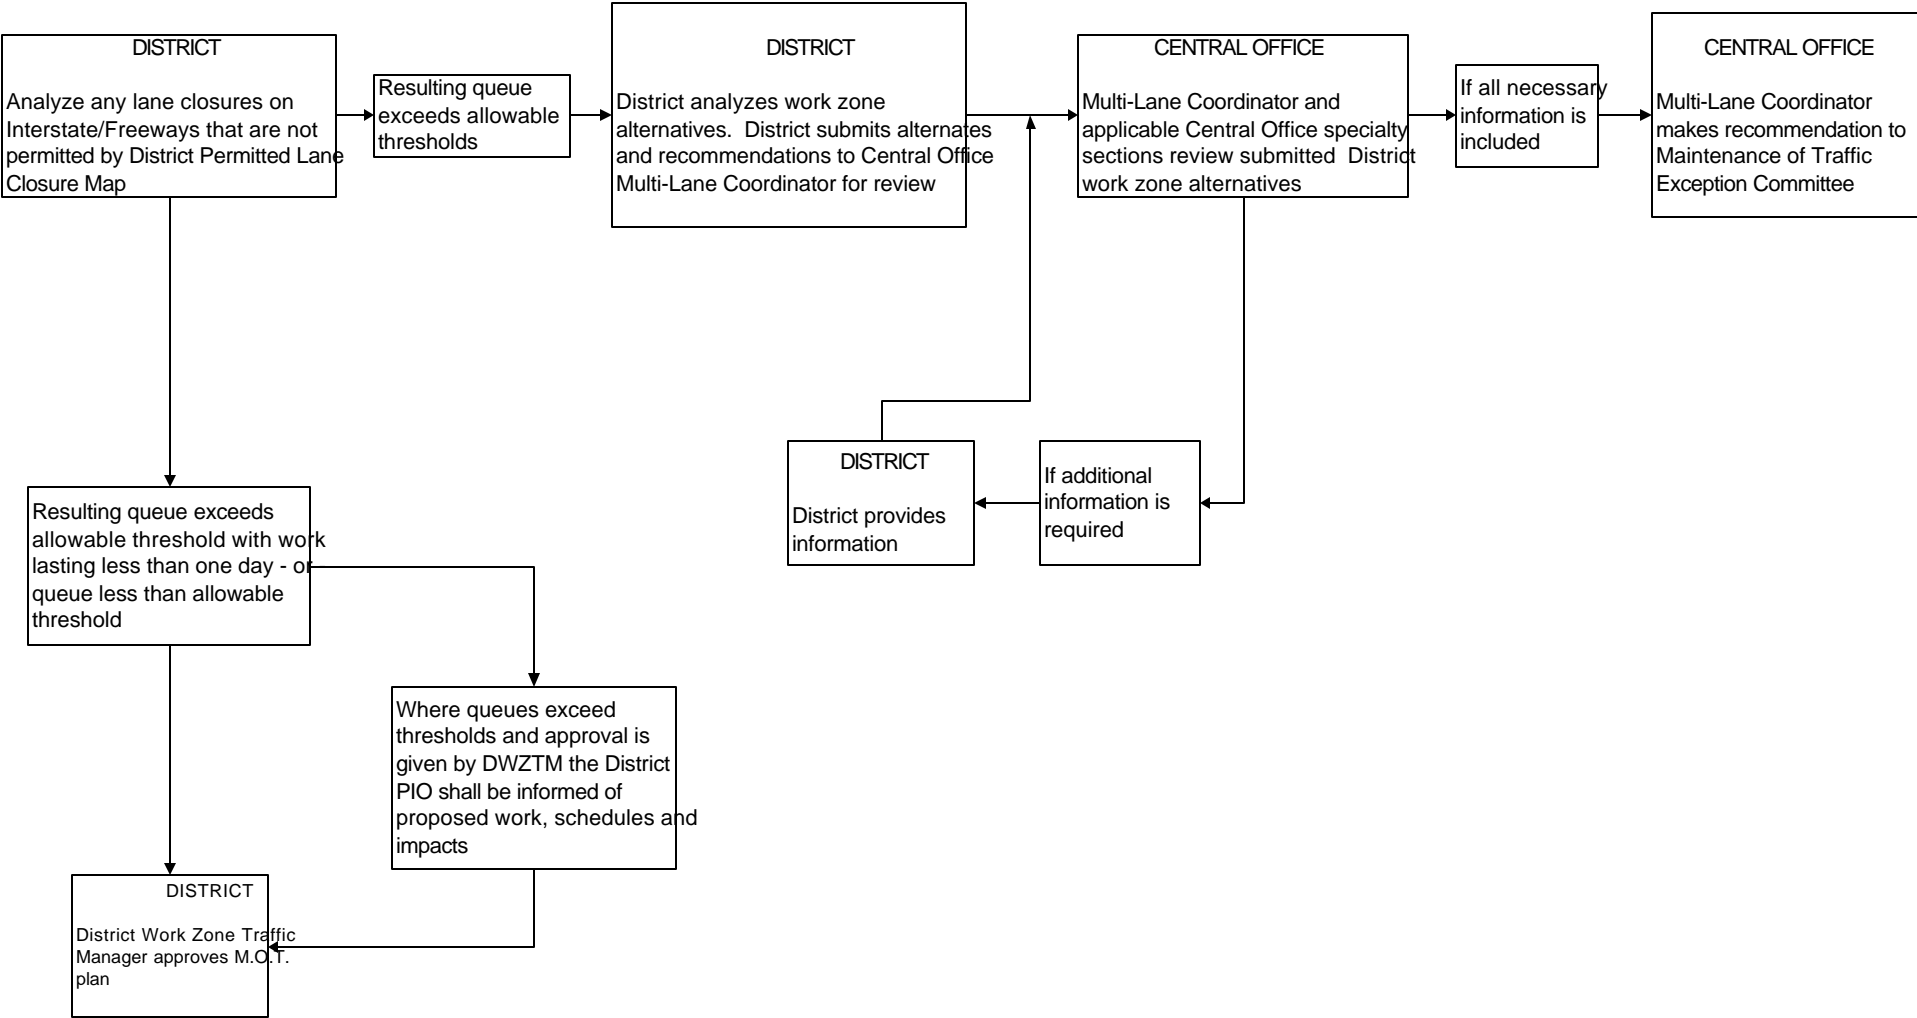 DISTRICT
Analyze any lane closures on
Interstate/Freeways that are not
permitted by District Permitted Lane
Closure Map
Resulting queue
exceeds allowable
thresholds
DISTRICT
District analyzes work zone
alternatives.  District submits alternates
and recommendations to Central Office
Multi-Lane Coordinator for review
CENTRAL OFFICE
Multi-Lane Coordinator and
applicable Central Office specialty
sections review submitted  District
work zone alternatives
If all necessary
information is
included
CENTRAL OFFICE
Multi-Lane Coordinator
makes recommendation to
Maintenance of Traffic
Exception Committee
DISTRICT
District provides
information
If additional
information is
required
Resulting queue exceeds
allowable threshold with work
lasting less than one day - or
queue less than allowable
threshold
Where queues exceed
thresholds and approval is
given by DWZTM the District
PIO shall be informed of
proposed work, schedules and
impacts
DISTRICT
District Work Zone Traffic
Manager approves M.O.T.
plan